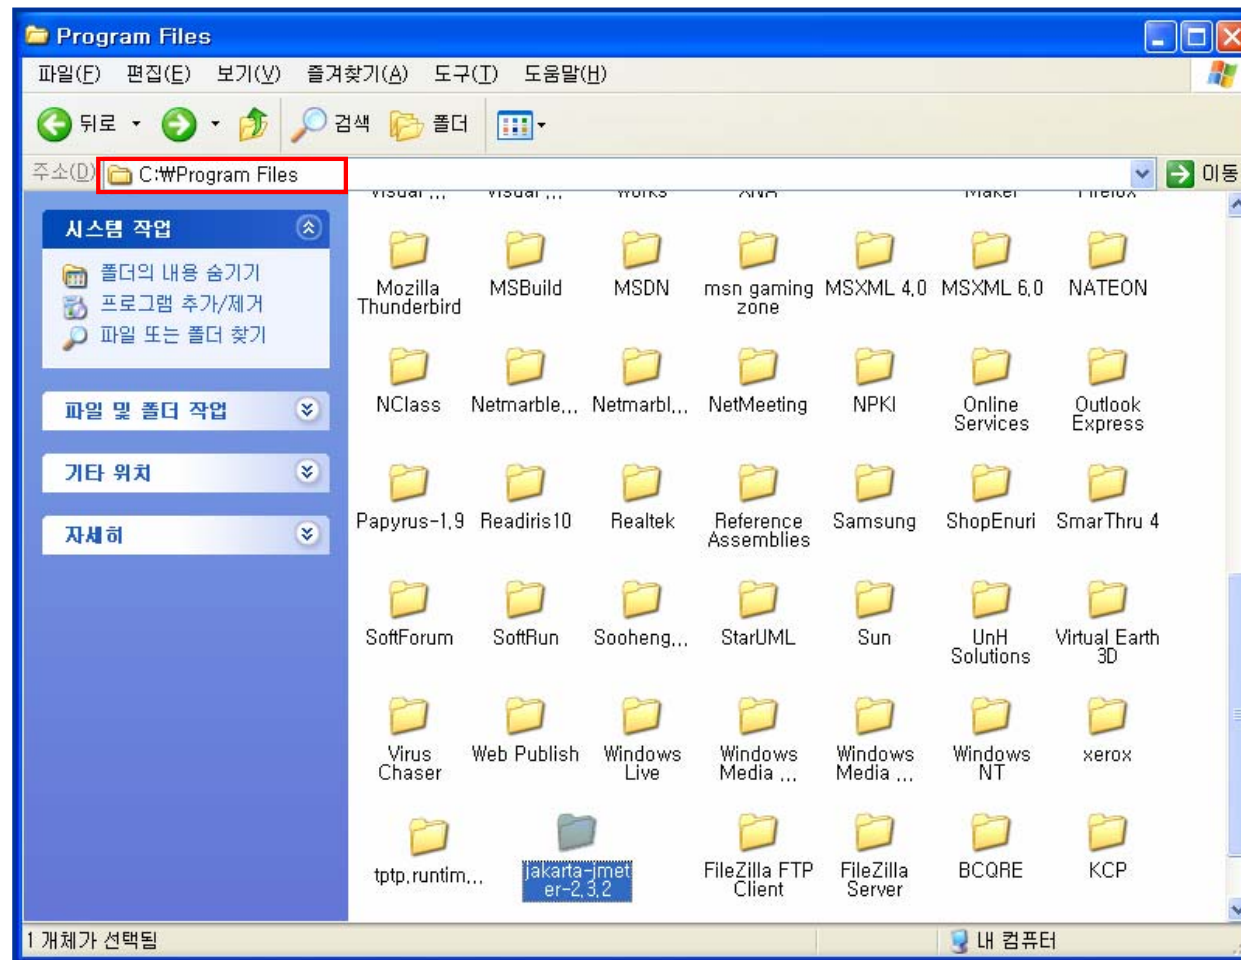 Program Files
파일(F) 편집(E) 보기(V) 즐겨찾기(A) 도구(T) 도움말(H)
뒤로 검색 폴더
주소(D) C:₩Program Files 이동
Visual ... Visual ... Works XNA Maker Firefox
시스템 작업
폴더의 내용 숨기기
프로그램 추가/제거
파일 또는 폴더 찾기
파일 및 폴더 작업
기타 위치
자세히
Mozilla Thunderbird
MSBuild
MSDN
msn gaming zone
MSXML 4,0
MSXML 6,0
NATEON
NClass
Netmarble,,,
Netmarbl,,,
NetMeeting
NPKI
Online Services
Outlook Express
Papyrus-1,9
Readiris10
Realtek
Reference Assemblies
Samsung
ShopEnuri
SmarThru 4
SoftForum
SoftRun
Sooheng,,,
StarUML
Sun
UnH Solutions
Virtual Earth 3D
Virus Chaser
Web Publish
Windows Live
Windows Media ,,,
Windows Media ,,,
Windows NT
xerox
tptp,runtim,,,
jakarta-jmet
er-2,3,2
FileZilla FTP Client
FileZilla Server
BCQRE
KCP
1 개체가 선택됨
내 컴퓨터